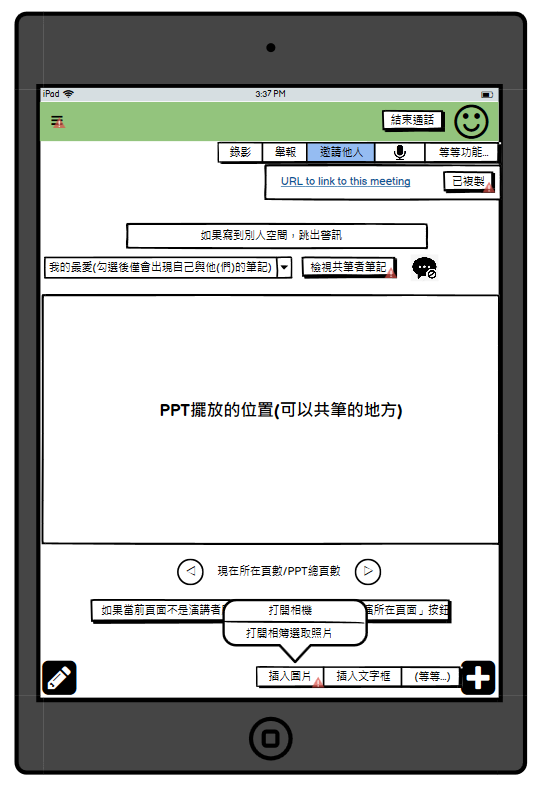 iPad
3:37 PM
結束通話
錄影
舉報
邀請他人
等等功能...
URL to link to this meeting
已複製
如果寫到別人空間，跳出警訊
我的最愛(勾選後僅會出現自己與他(們)的筆記)
檢視共筆者筆記
PPT擺放的位置(可以共筆的地方)
現在所在頁數/PPT總頁數
如果當前頁面不是演講者
所在頁面」按鈕
打開相機
打開相簿選取照片
插入圖片
插入文字框
(等等...)